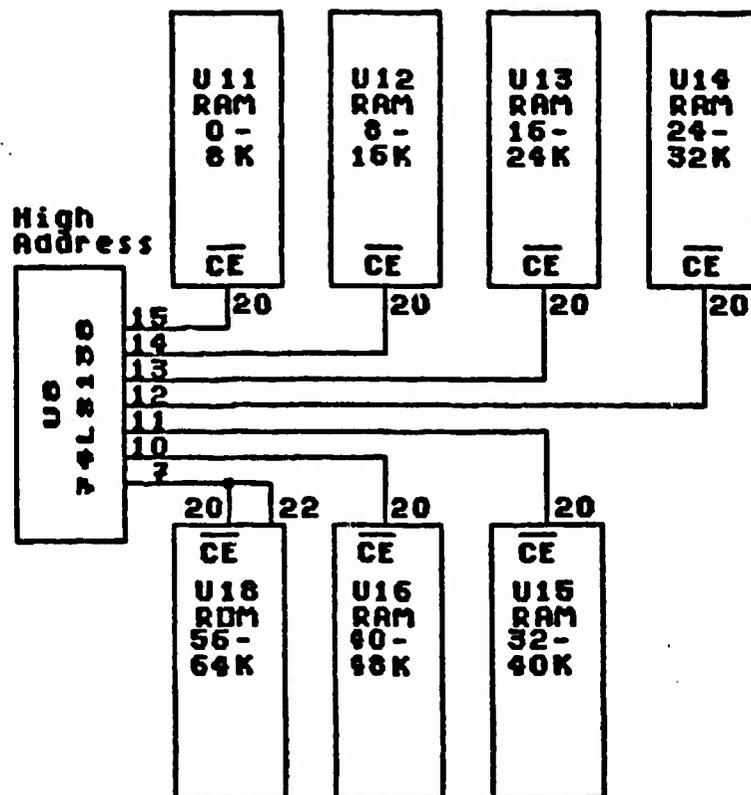 U11
RAM
0-
8K
CE
20
U12
RAM
8-
16K
CE
20
U13
RAM
16-
24K
CE
20
U14
RAM
24-
32K
CE
20
High
Address
U8
74LS138
15
14
13
12
11
10
7
20
22
CE
U18
ROM
56-
64K
20
CE
U16
RAM
40-
48K
20
CE
U15
RAM
32-
40K